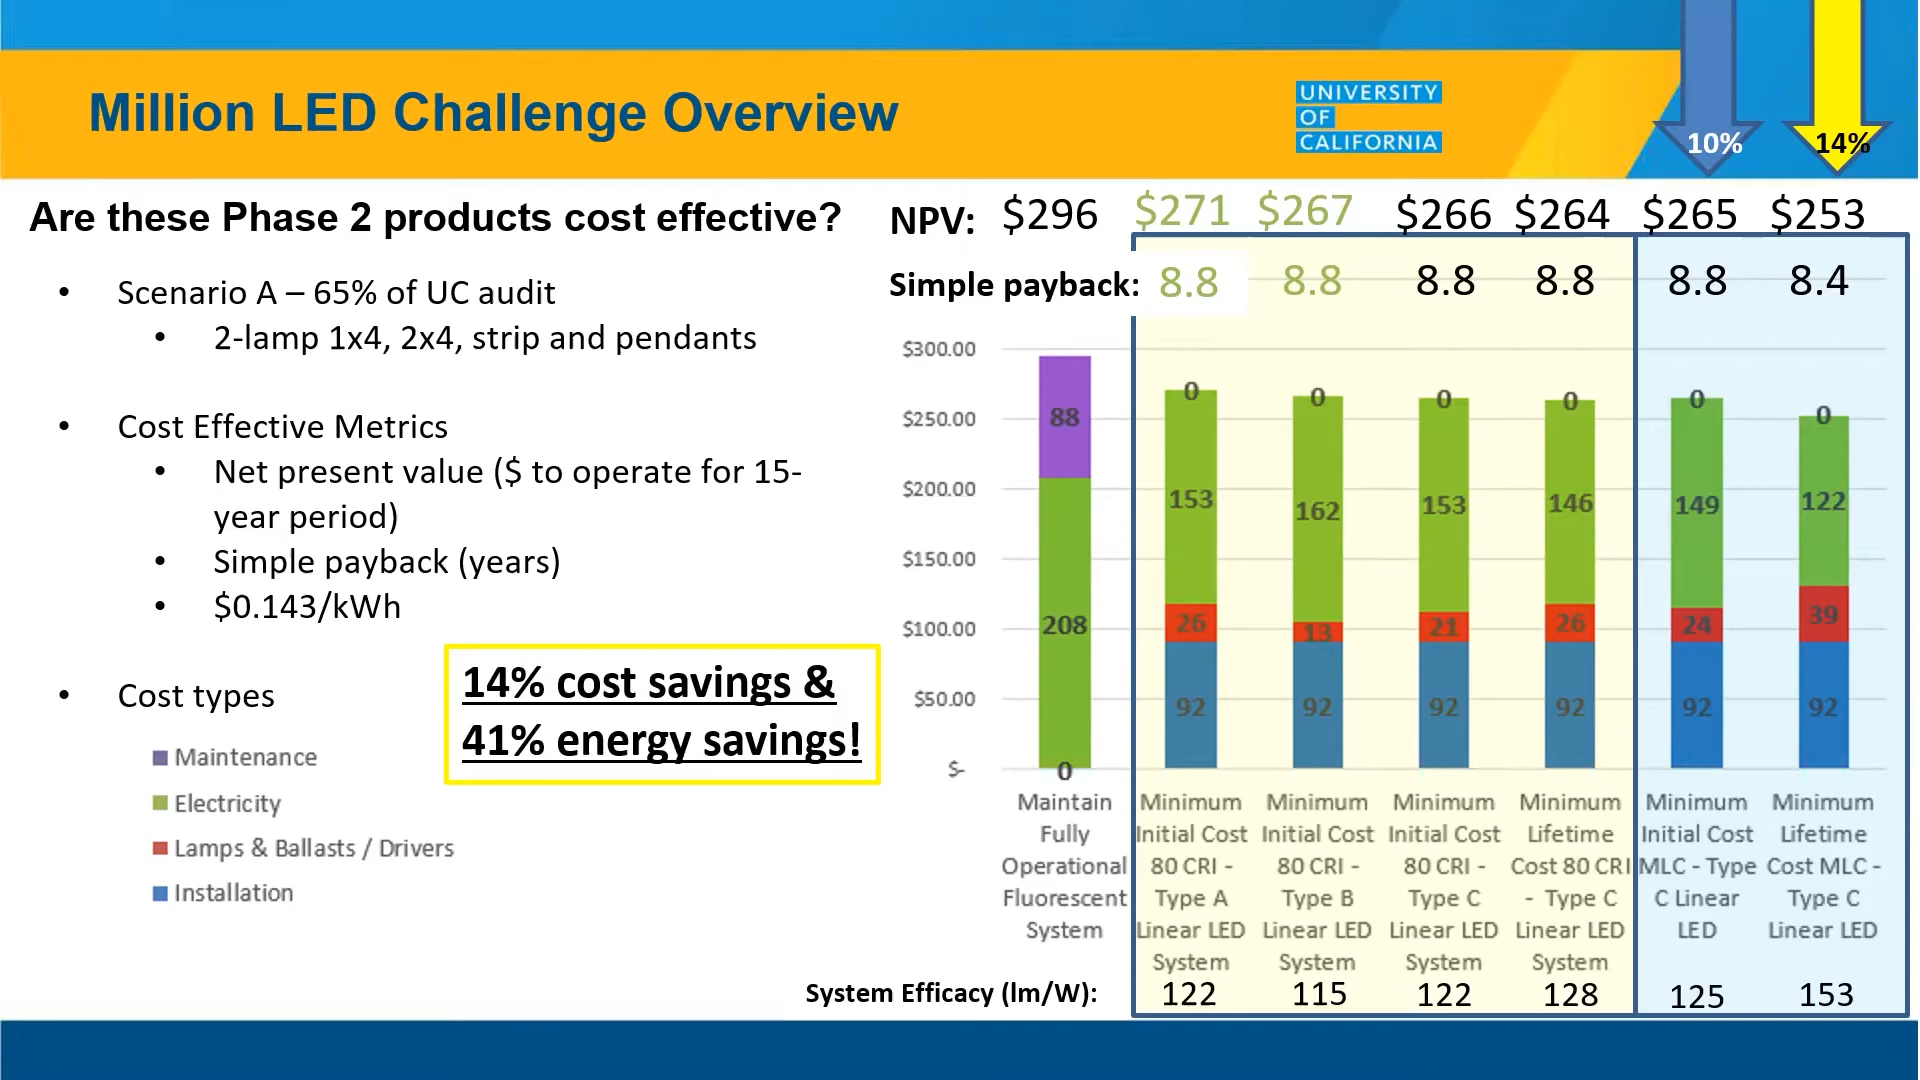 10%
14%
Million LED Challenge Overview
UNIVERSITY
OF
CALIFORNIA
Are these Phase 2 products cost effective?
• Scenario A – 65% of UC audit
• 2-lamp 1x4, 2x4, strip and pendants
• Cost Effective Metrics
• Net present value ($ to operate for 15-
year period)
• Simple payback (years)
• $0.143/kWh
• Cost types
Maintenance
Electricity
Lamps & Ballasts / Drivers
Installation
14% cost savings &
41% energy savings!
NPV: $296 $271 $267 $266 $264 $265 $253
Simple payback: 8.8 8.8 8.8 8.8 8.8 8.4
$300.00
$250.00
$200.00
$150.00
$100.00
$50.00
$-
88
208
0
0
153
26
92
0
162
13
92
0
153
21
92
0
146
26
92
0
149
24
92
0
122
39
92
Maintain
Fully
Operational
Fluorescent
System
Minimum
Initial Cost
80 CRI -
Type A
Linear LED
System
Minimum
Initial Cost
80 CRI -
Type B
Linear LED
System
Minimum
Initial Cost
80 CRI -
Type C
Linear LED
System
Minimum
Lifetime
Cost 80 CRI
- Type C
Linear LED
System
Minimum
Initial Cost
MLC - Type
C Linear
LED
Minimum
Lifetime
Cost MLC -
Type C
Linear LED
System Efficacy (lm/W): 122 115 122 128 125 153